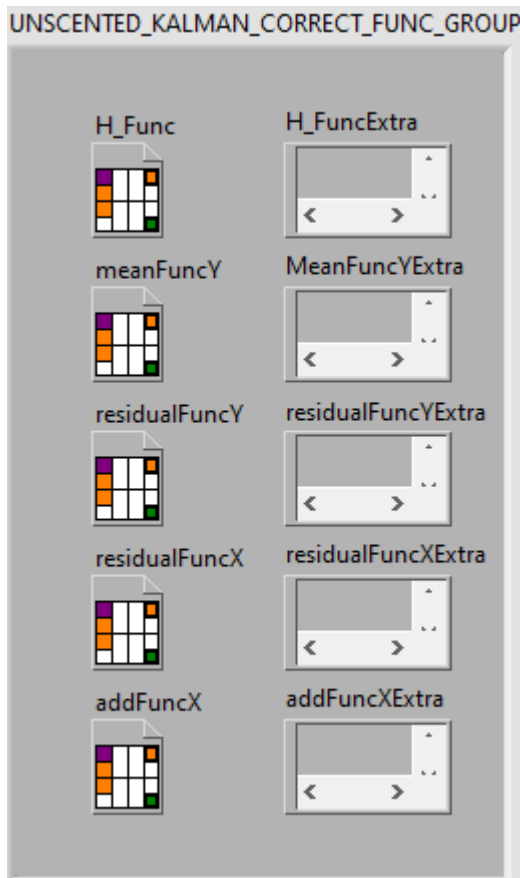 UNSCENTED_KALMAN_CORRECT_FUNC_GROUP
H_Func H_FuncExtra
meanFuncY MeanFuncYExtra
residualFuncY residualFuncYExtra
residualFuncX residualFuncXExtra
addFuncX addFuncXExtra